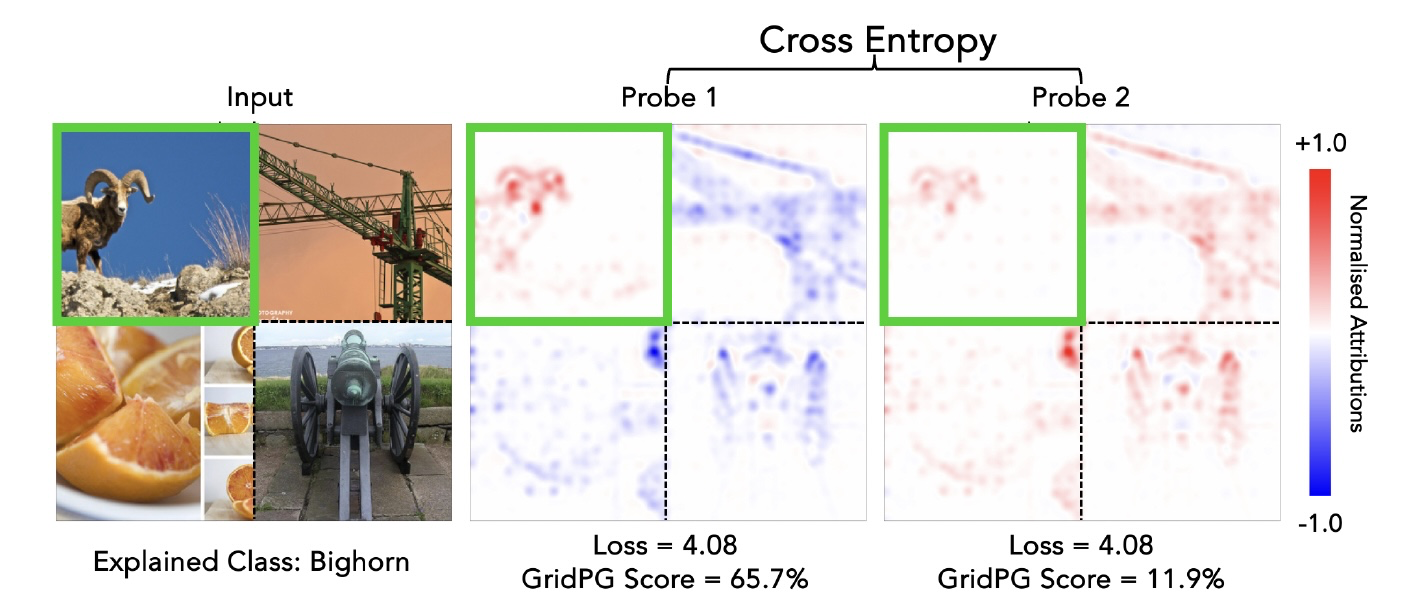 Cross Entropy
Input
Probe 1
Probe 2
+1.0
Normalised Attributions
-1.0
OTOGRAPHY
Explained Class: Bighorn
Loss = 4.08
GridPG Score = 65.7%
Loss = 4.08
GridPG Score = 11.9%